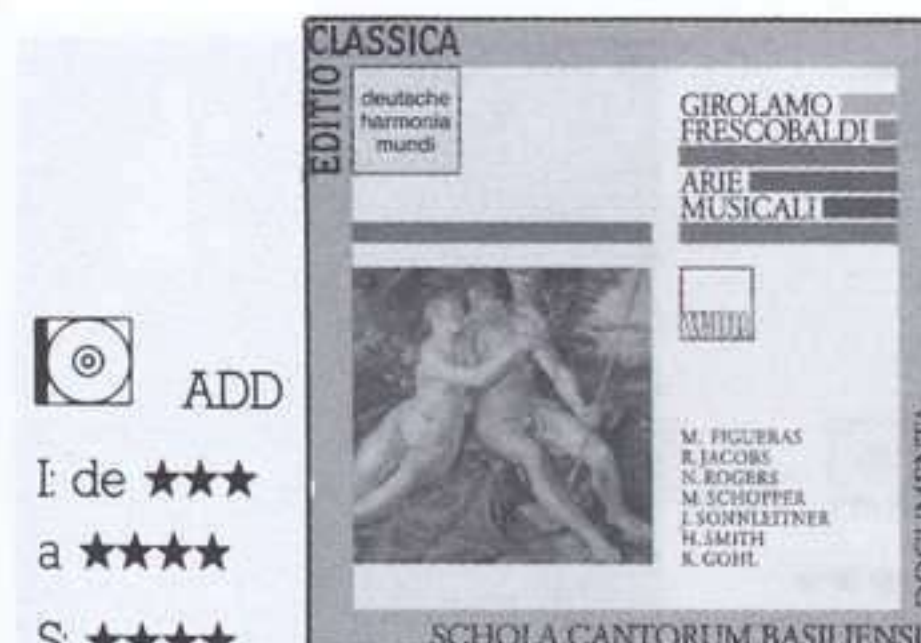 EDITIO CLASSICA
deutsche
harmonia
mundi
GIROLAMO
FRESCOBALDI
ARIE
MUSICALI
ADD
I: de ★★★
a ★★★★
S: ★★★★
M. FIGUERAS
R. JACOBS
N. ROGERS
M. SCHOPPER
I. SONNLEITNER
H. SMITH
K. GOHL
SCHOLA CANTORUM BASILIENS